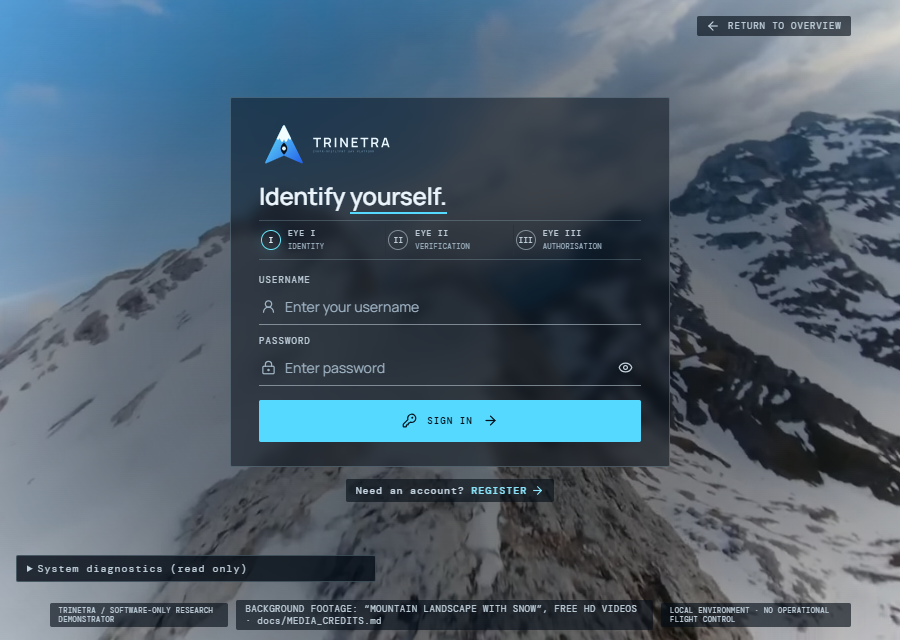 RETURN TO OVERVIEW
TRINETRA
Identify yourself.
I
EYE I
IDENTITY
II
EYE II
VERIFICATION
III
EYE III
AUTHORISATION
USERNAME
Enter your username
PASSWORD
Enter password
SIGN IN
Need an account? REGISTER
System diagnostics (read only)
TRINETRA / SOFTWARE-ONLY RESEARCH
DEMONSTRATOR
BACKGROUND FOOTAGE: “MOUNTAIN LANDSCAPE WITH SNOW”, FREE HD VIDEOS
· docs/MEDIA_CREDITS.md
LOCAL ENVIRONMENT · NO OPERATIONAL
FLIGHT CONTROL